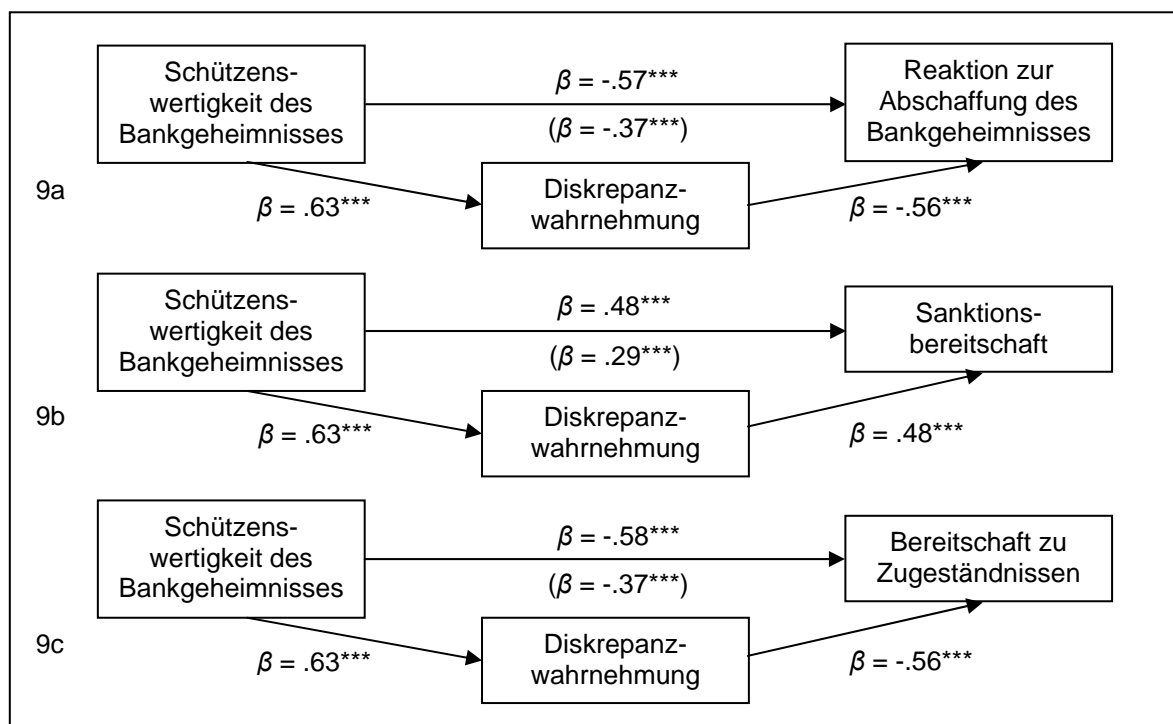 Schützens-
wertigkeit des
Bankgeheimnisses
β = -.57***
(β = -.37***)
Reaktion zur
Abschaffung des
Bankgeheimnisses
9a
β = .63***
Diskrepanz-
wahrnehmung
β = -.56***
Schützens-
wertigkeit des
Bankgeheimnisses
β = .48***
(β = .29***)
Sanktions-
bereitschaft
9b
β = .63***
Diskrepanz-
wahrnehmung
β = .48***
Schützens-
wertigkeit des
Bankgeheimnisses
β = -.58***
(β = -.37***)
Bereitschaft zu
Zugeständnissen
9c
β = .63***
Diskrepanz-
wahrnehmung
β = -.56***